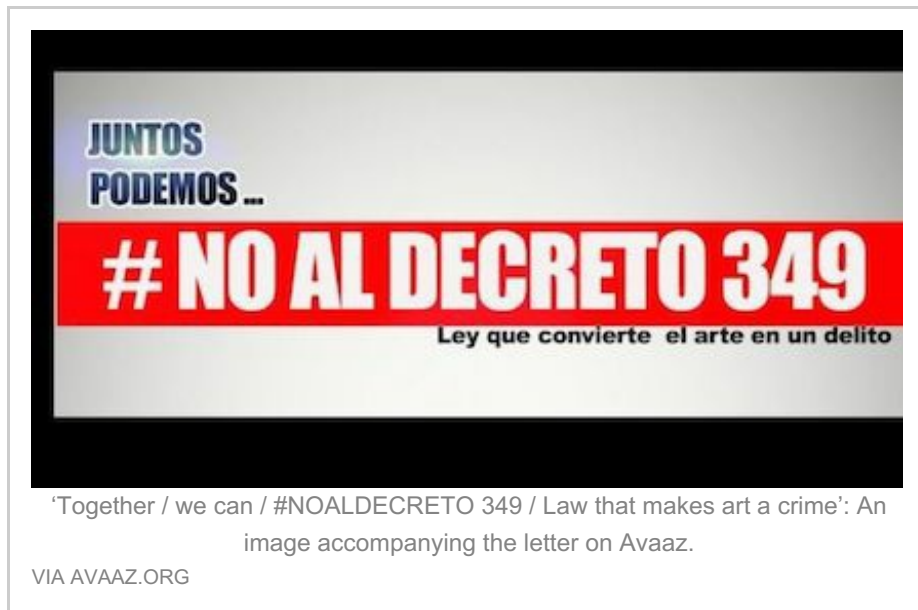 JUNTOS
PODEMOS...
# NO AL DECRETO 349
Ley que convierte el arte en un delito
‘Together / we can / #NOALDECRETO 349 / Law that makes art a crime’: An
image accompanying the letter on Avaaz.
VIA AVAAZ.ORG